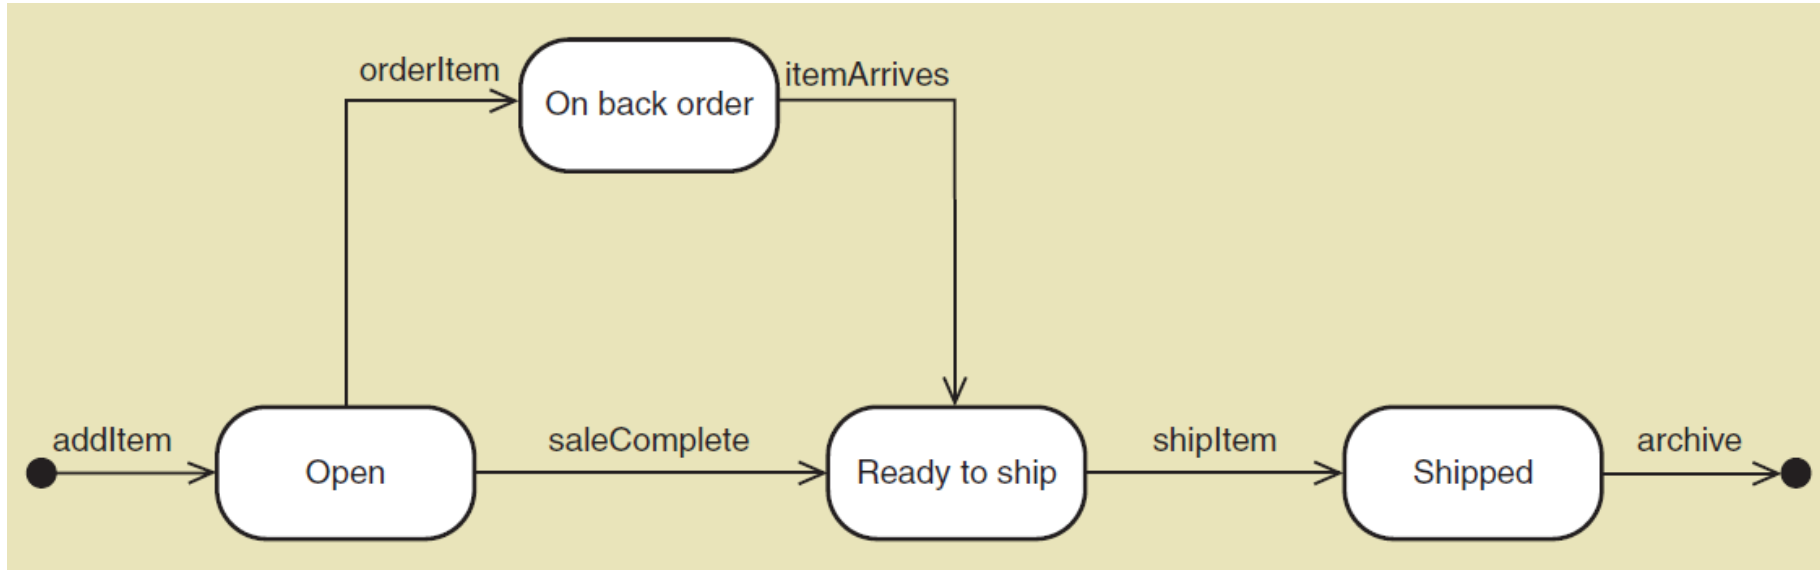 orderItem
On back order
itemArrives
addItem
Open
saleComplete
Ready to ship
shipItem
Shipped
archive